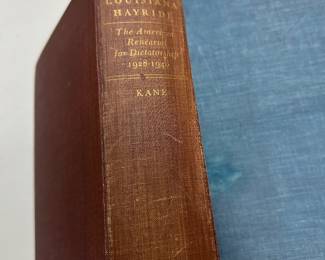 LOUISIANA
HAYRIDE
The American
Rehearsal
for Dictatorship
1928-1940
KANE